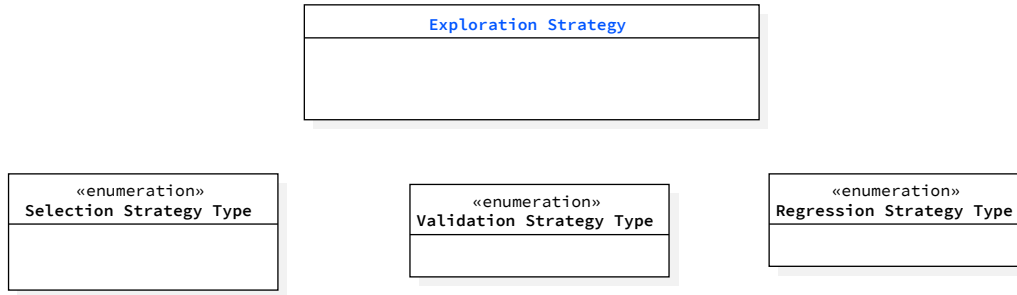 Exploration Strategy
«enumeration»
Selection Strategy Type
«enumeration»
Validation Strategy Type
«enumeration»
Regression Strategy Type